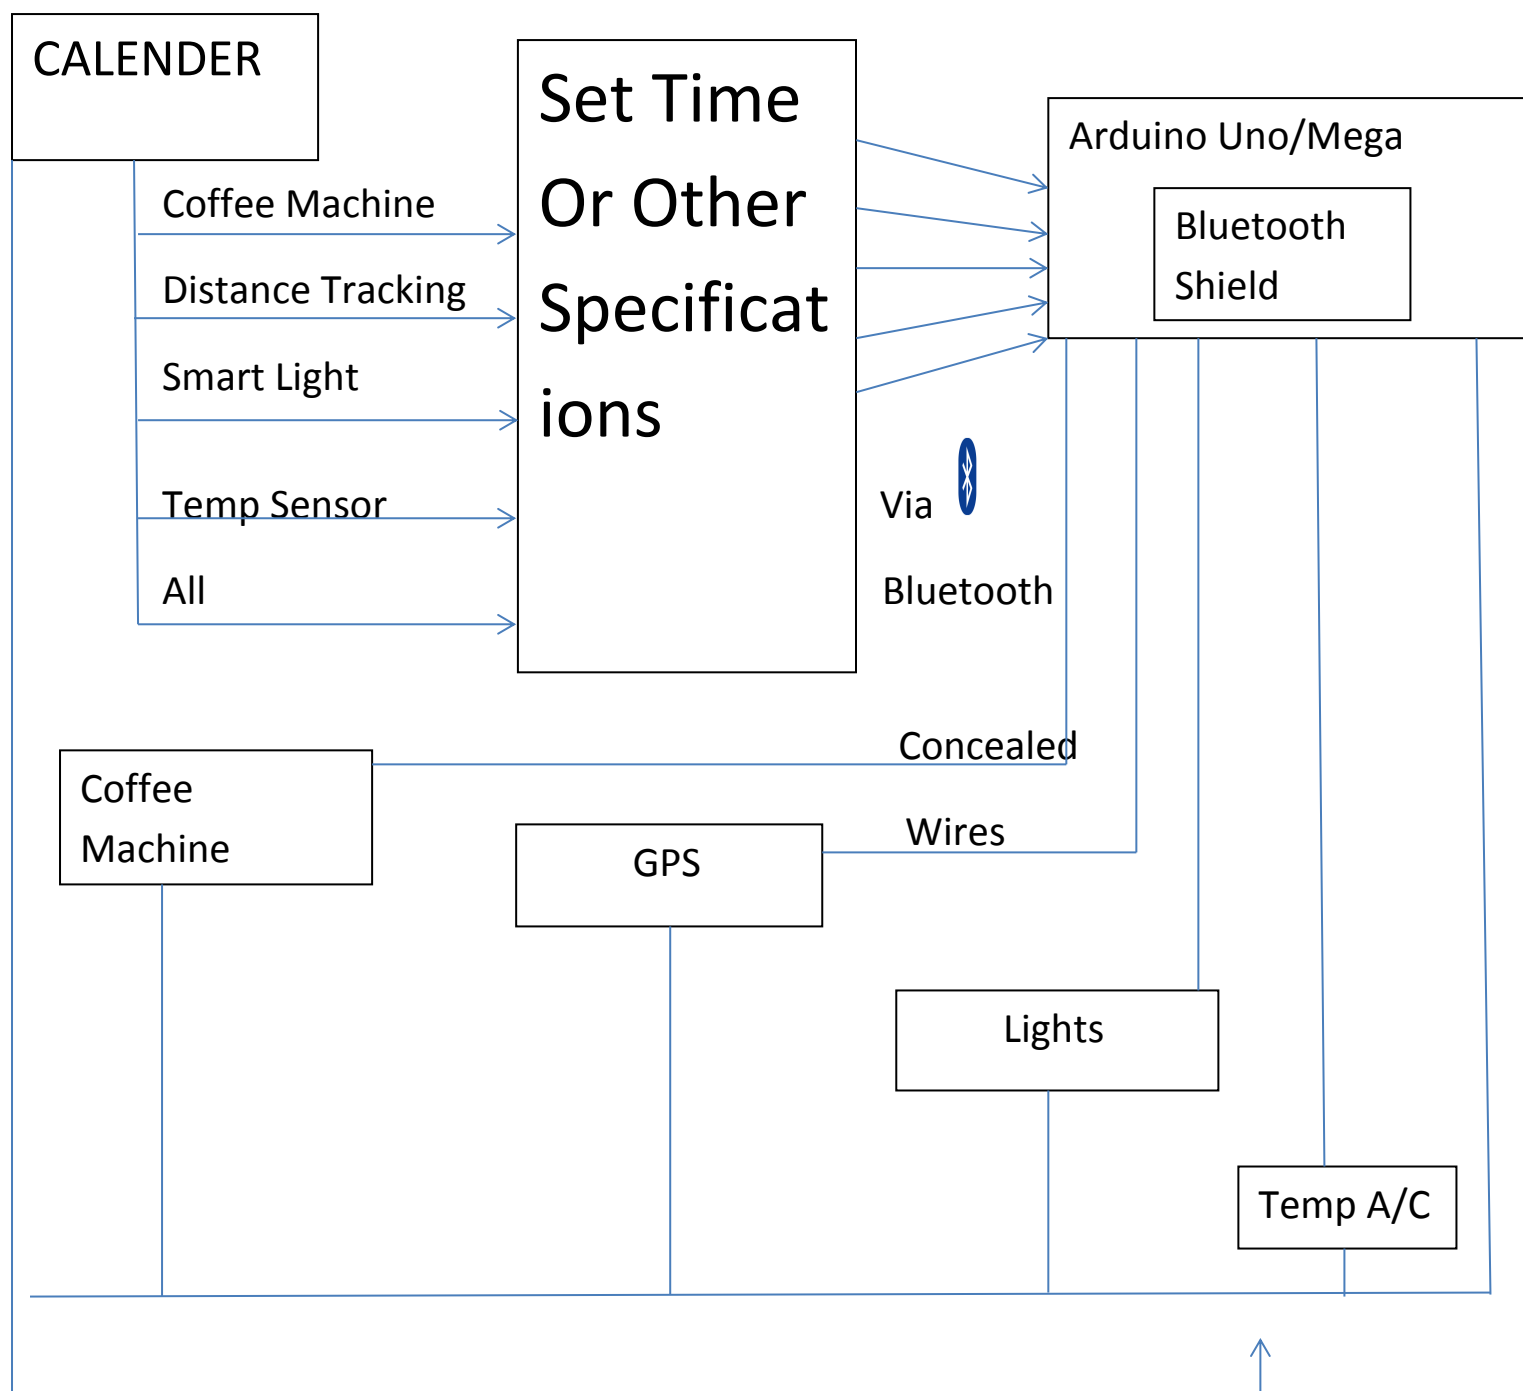 CALENDER
Coffee Machine
Distance Tracking
Smart Light
Temp Sensor
All
Set Time
Or Other
Specificat
ions
Arduino Uno/Mega
Bluetooth
Shield
Via
Bluetooth
Concealed
Wires
Coffee
Machine
GPS
Lights
Temp A/C